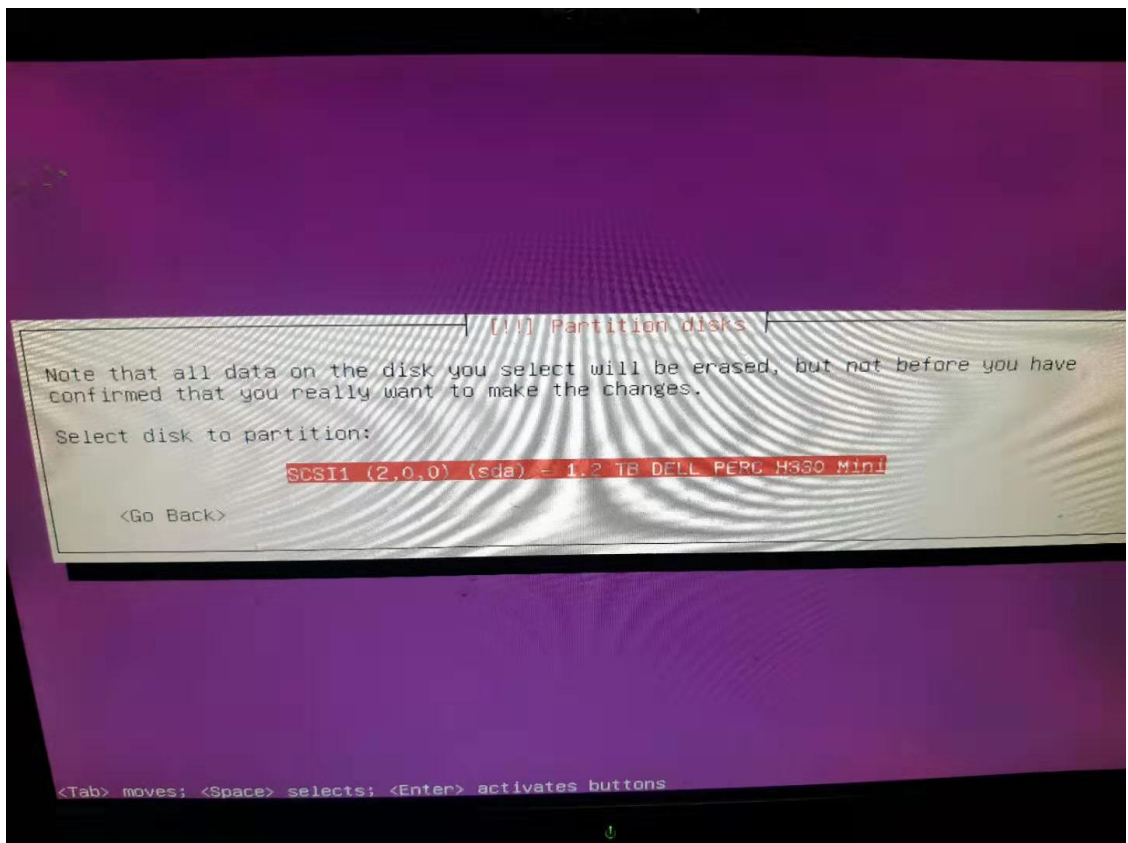 [!!] Partition disks
Note that all data on the disk you select will be erased, but not before you have
confirmed that you really want to make the changes.
Select disk to partition:
SCSI1 (2,0,0) (sda) - 1.2 TB DELL PERC H330 Mini
<Go Back>
<Tab> moves; <Space> selects; <Enter> activates buttons